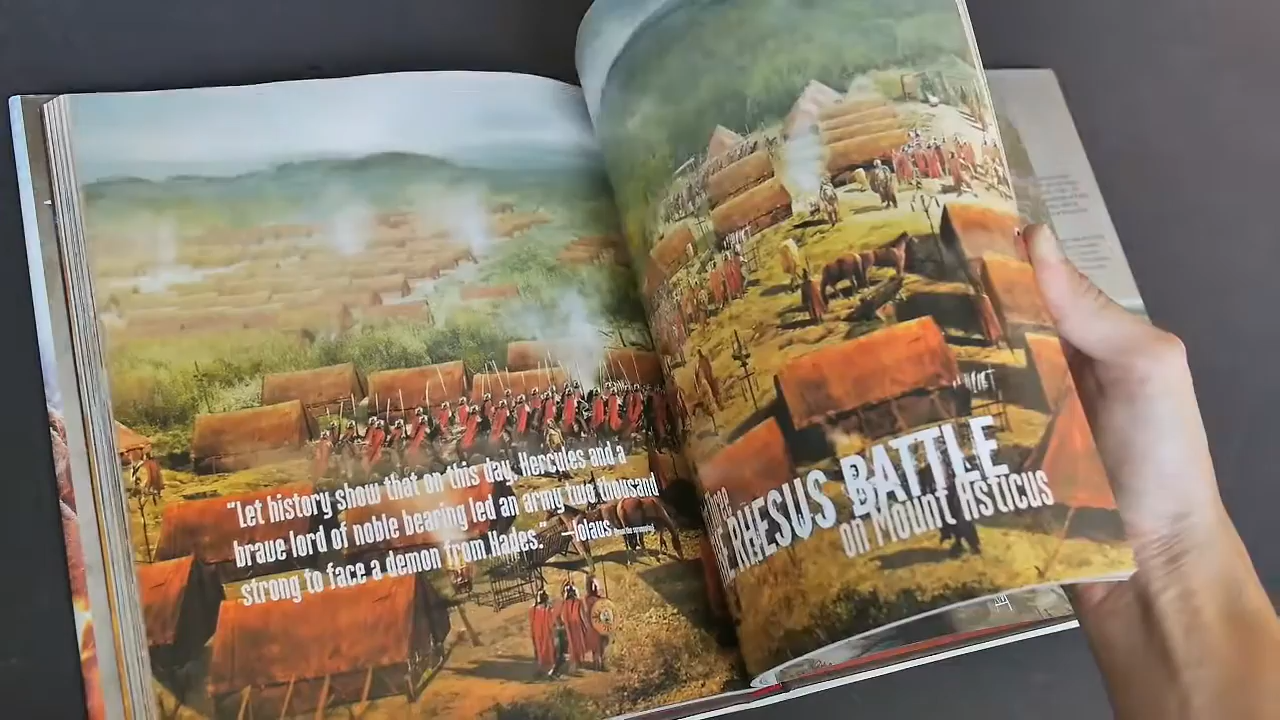 "Let history show that on this day, Hercules and a
brave lord of noble bearing led an army two thousand
strong to face a demon from Hades." —Iolaus
RHESUS BATTLE
on Mount Asticus